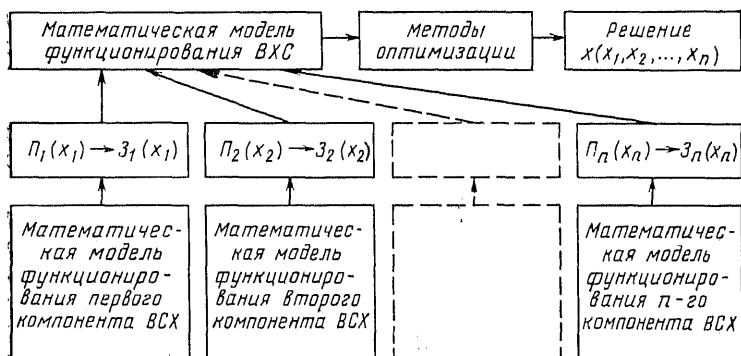 Математическая модель
функционирования ВХС
Методы
оптимизации
Решение
X(x₁,x₂,...,xₙ)
П₁(x₁)→З₁(x₁)
П₂(x₂)→З₂(x₂)
Пₙ(xₙ)→Зₙ(xₙ)
Математичес-
кая модель
функциониро-
вания первого
компонента ВСХ
Математичес-
кая модель
функциониро-
вания второго
компонента ВСХ
Математичес-
кая модель
функциониро-
вания n-го
компонента ВСХ